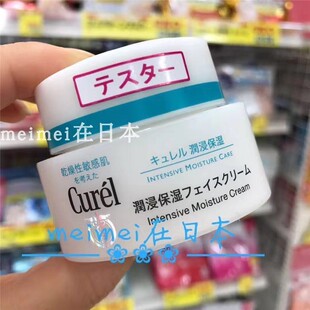 テスター
meimei在日本
乾燥性敏感肌
を考えた
Curél
キュレル 潤浸保湿
INTENSIVE MOISTURE CARE
潤浸保湿フェイスクリーム
Intensive Moisture Cream
meimei在日本